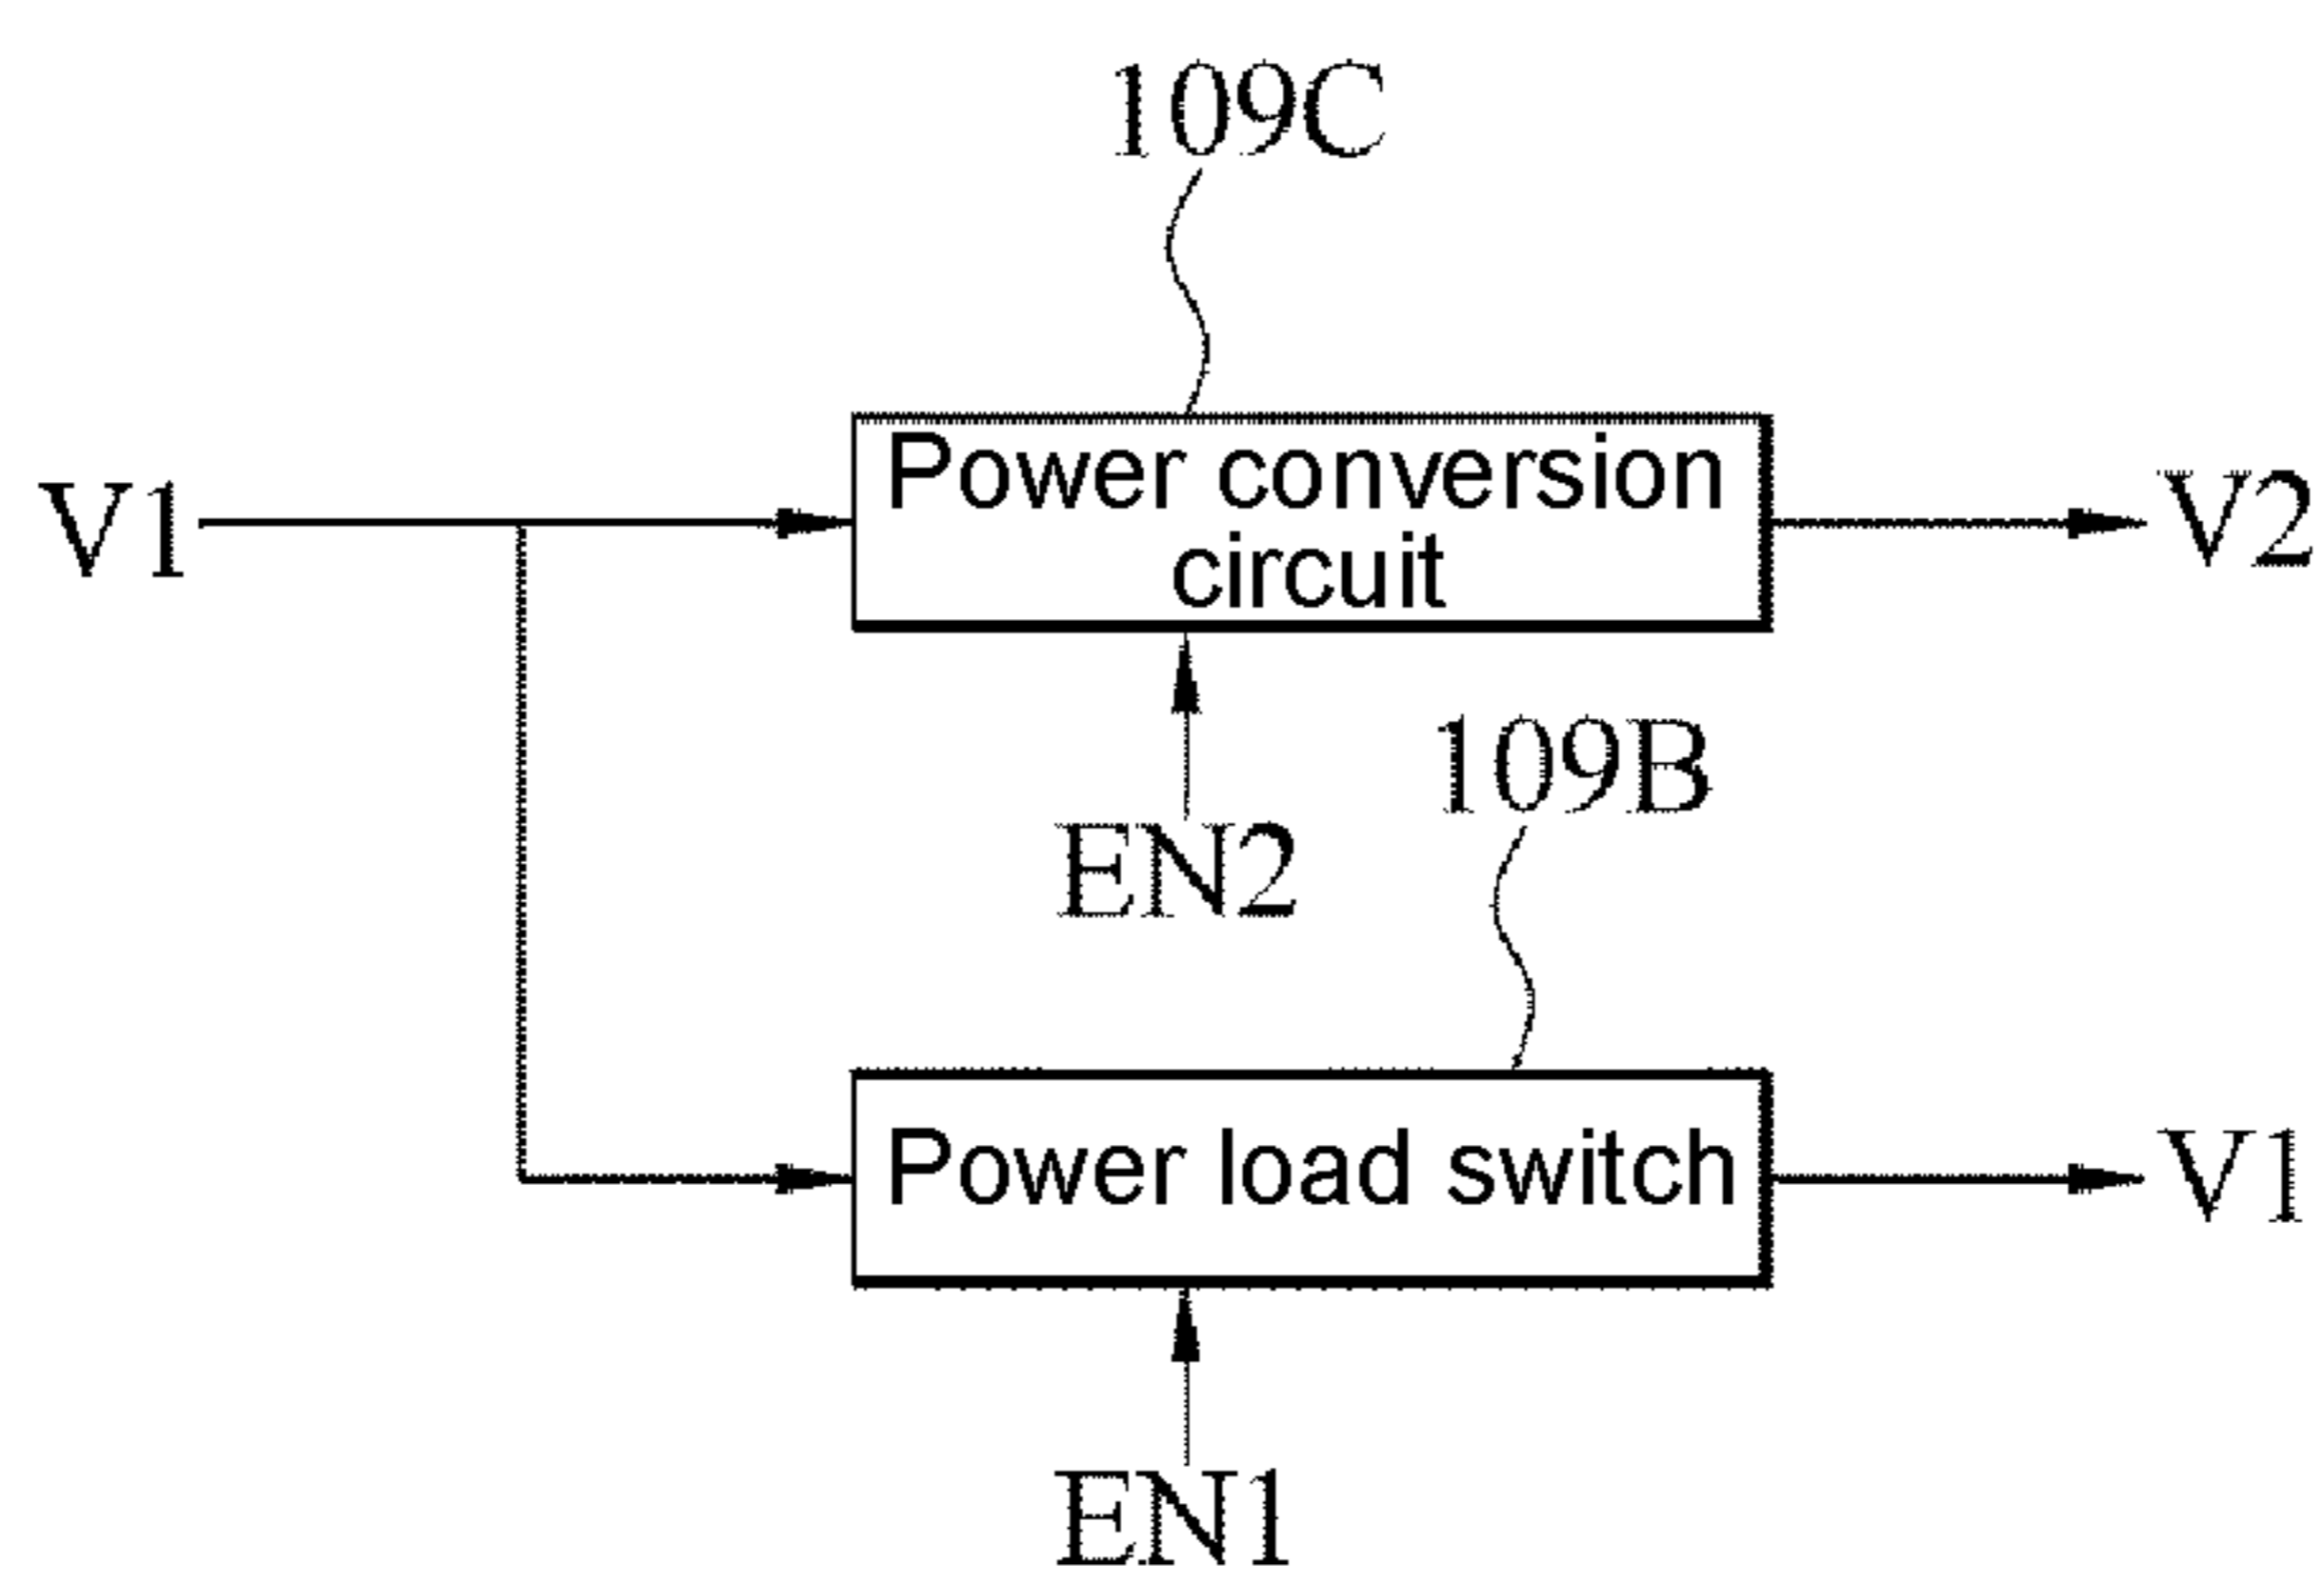 109C
V1
Power conversion
circuit
V2
EN2
109B
Power load switch
V1
EN1